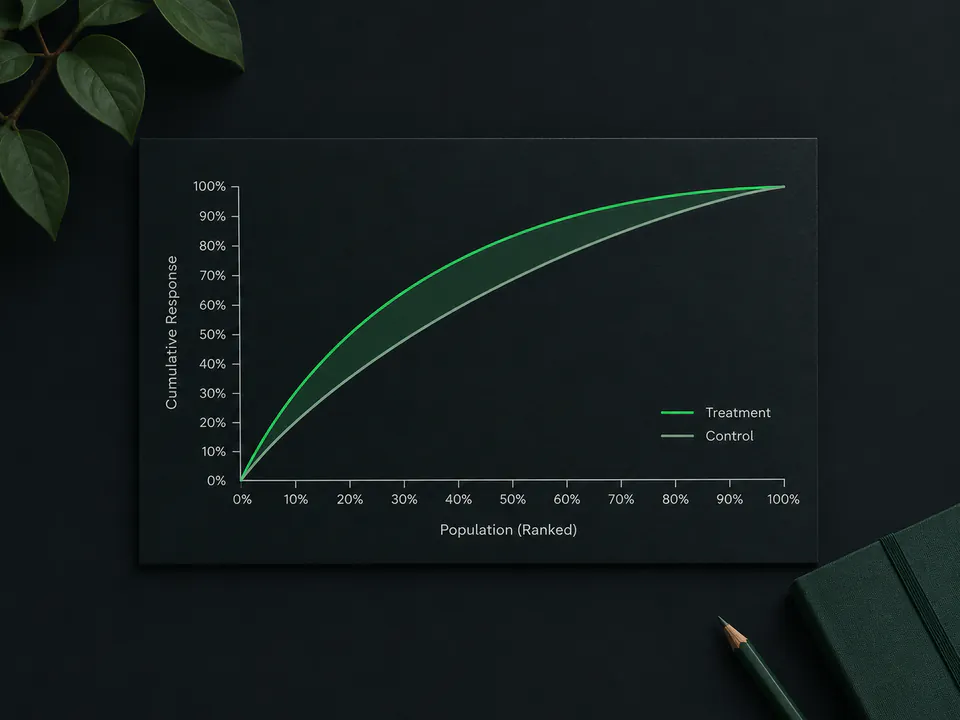 100%
90%
80%
70%
60%
50%
40%
30%
20%
10%
0%
Cumulative Response
0% 10% 20% 30% 40% 50% 60% 70% 80% 90% 100%
Population (Ranked)
Treatment
Control